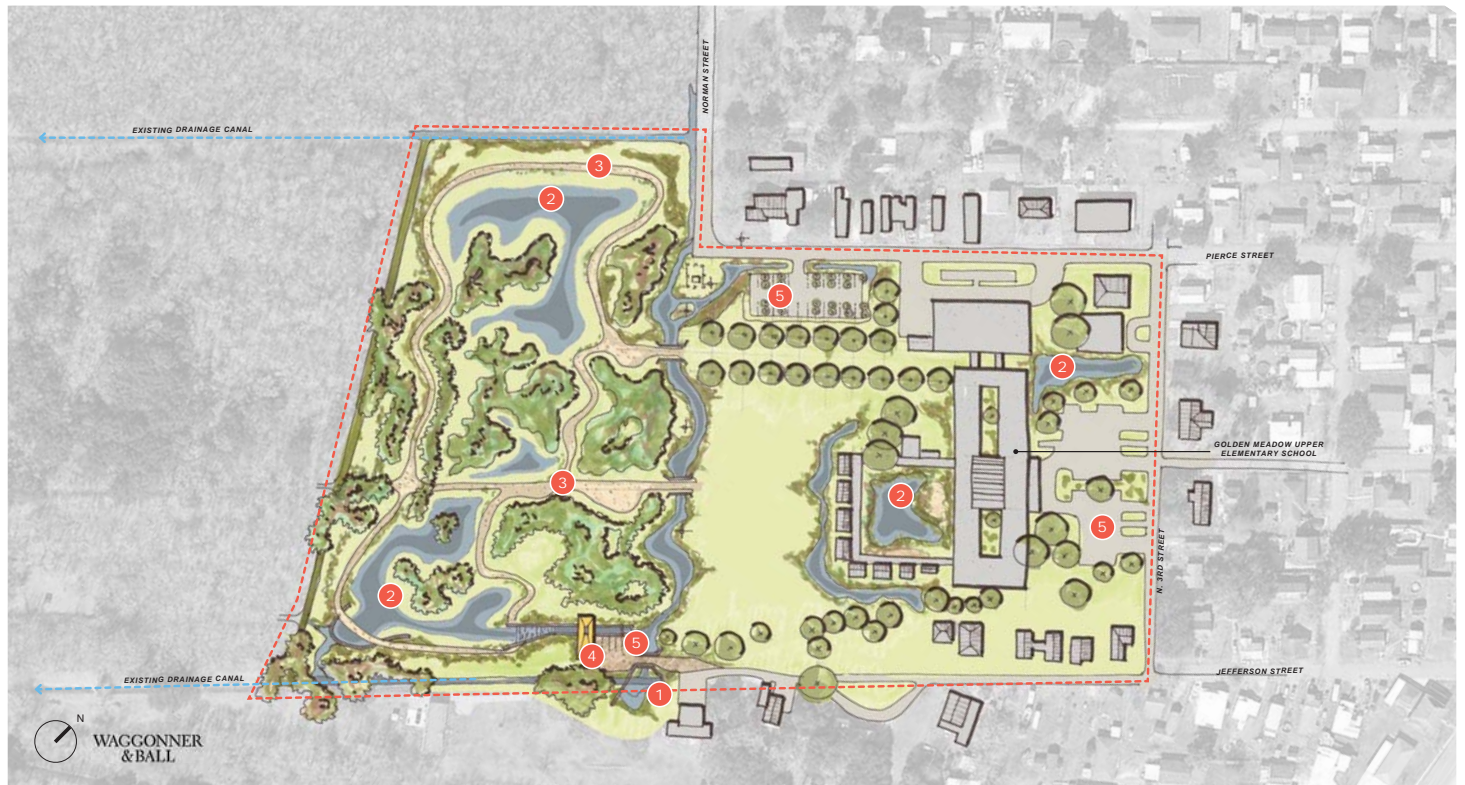 NORMAN STREET
EXISTING DRAINAGE CANAL
3
2
PIERCE STREET
5
2
GOLDEN MEADOW UPPER
ELEMENTARY SCHOOL
3
2
5
N. 3RD STREET
2
5
4
JEFFERSON STREET
EXISTING DRAINAGE CANAL
1
N
WAGGONNER
&BALL